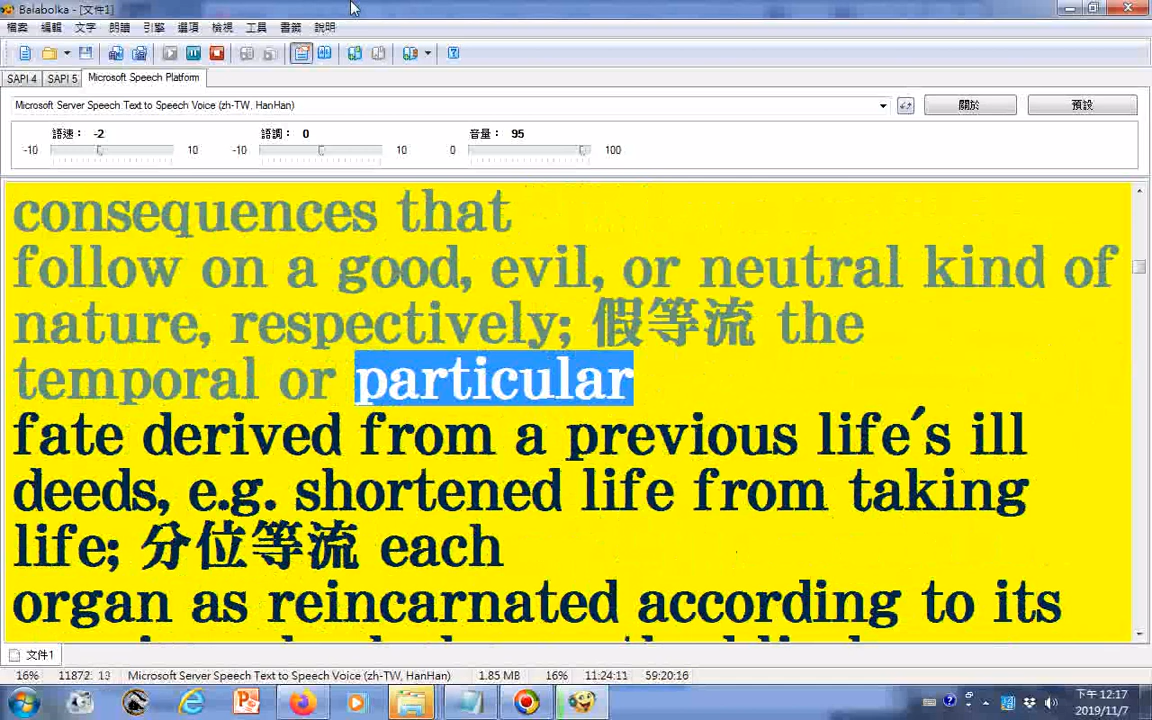 Balabolka - [文件1]
檔案 編輯 文字 朗讀 引擎 選項 檢視 工具 書籤 說明
SAPI 4 SAPI 5 Microsoft Speech Platform
Microsoft Server Speech Text to Speech Voice (zh-TW, HanHan) 關於 預設
語速： -2 語調： 0 音量： 95
-10 10 -10 10 0 100
consequences that
follow on a good, evil, or neutral kind of
nature, respectively; 假等流 the
temporal or particular
fate derived from a previous life's ill
deeds, e.g. shortened life from taking
life; 分位等流 each
organ as reincarnated according to its
文件1
16% 11872: 13 Microsoft Server Speech Text to Speech Voice (zh-TW, HanHan) 1.85 MB 16% 11:24:11 59:20:16
下午 12:17
2019/11/7